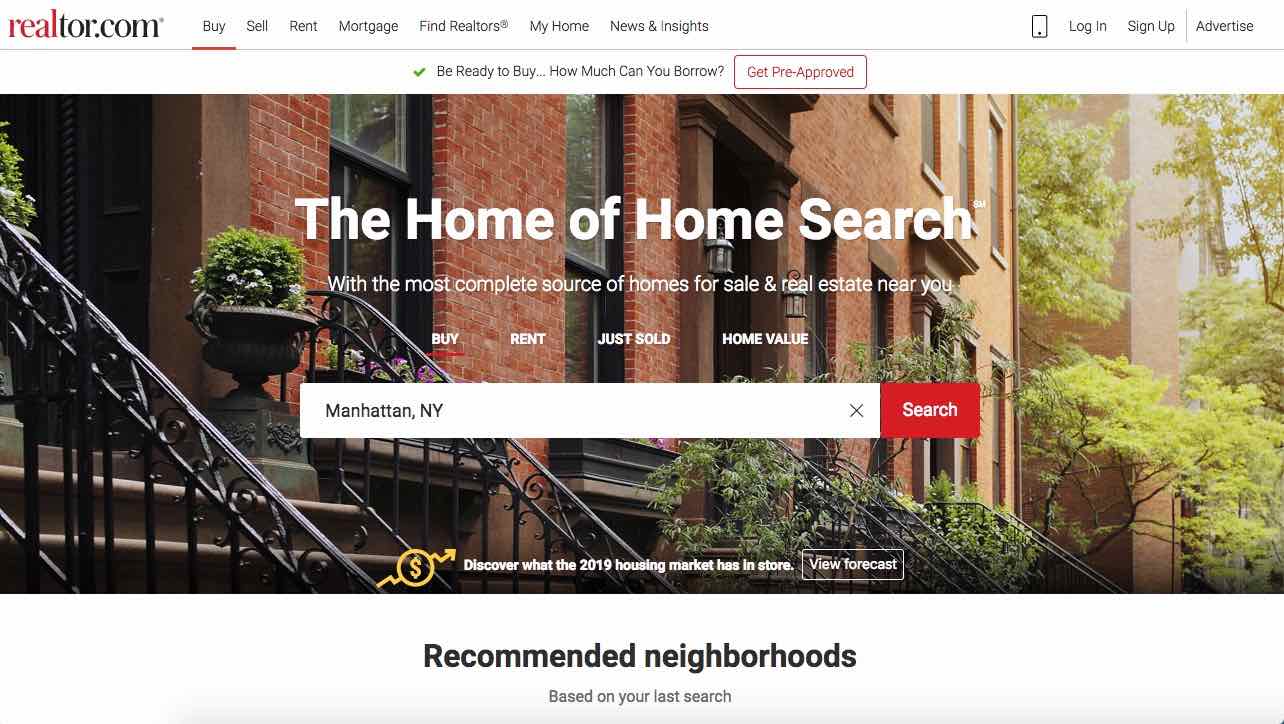 realtor.com®
Buy Sell Rent Mortgage Find Realtors® My Home News & Insights Log In Sign Up Advertise
Be Ready to Buy... How Much Can You Borrow? Get Pre-Approved
The Home of Home Search℠
With the most complete source of homes for sale & real estate near you
BUY RENT JUST SOLD HOME VALUE
Manhattan, NY Search
$ Discover what the 2019 housing market has in store. View forecast
Recommended neighborhoods
Based on your last search